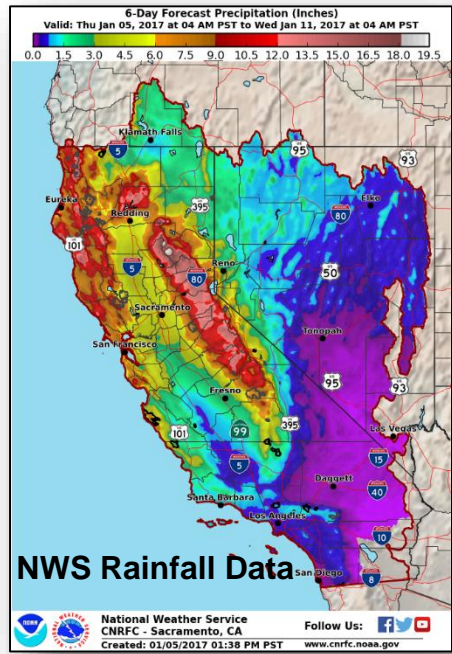 6-Day Forecast Precipitation (Inches)
Valid: Thu Jan 05, 2017 at 04 AM PST to Wed Jan 11, 2017 at 04 AM PST
0.0 1.5 3.0 4.5 6.0 7.5 9.0 10.5 12.0 13.5 15.0 16.5 18.0 19.5
Klamath Falls
5
95
93
Eureka
Redding
395
Elko
80
101
5
Reno
80
50
Sacramento
San Francisco
Tonopah
95
93
Fresno
101
99
395
5
Las Vegas
15
Daggett
40
Santa Barbara
Los Angeles
10
San Diego
8
NWS Rainfall Data
NOAA
National Weather Service
CNRFC - Sacramento, CA
Created: 01/05/2017 01:38 PM PST
Follow Us:
www.cnrfc.noaa.gov